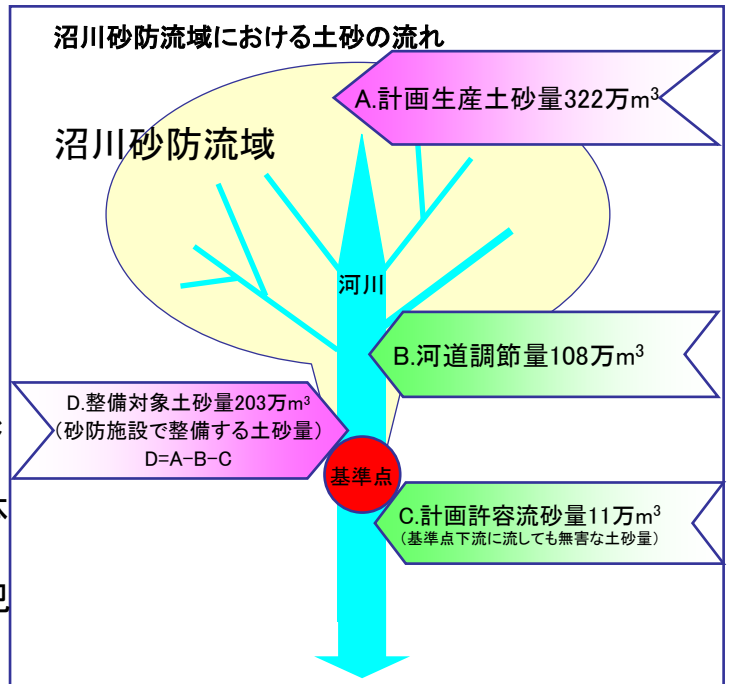 沼川砂防流域における土砂の流れ
A.計画生産土砂量322万m³
沼川砂防流域
河川
B.河道調節量108万m³
D.整備対象土砂量203万m³
（砂防施設で整備する土砂量）
D=A-B-C
基準点
C.計画許容流砂量11万m³
（基準点下流に流しても無害な土砂量）